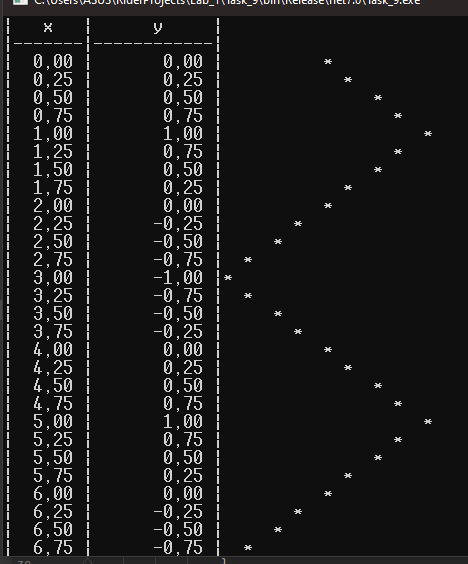 C:\Users\ASUS\RiderProjects\Lab_1\Task_9\bin\Release\net7.0\Task_9.exe
| x | y |
|-------|------------|
| 0,00 | 0,00 | *
| 0,25 | 0,25 | *
| 0,50 | 0,50 | *
| 0,75 | 0,75 | *
| 1,00 | 1,00 | *
| 1,25 | 0,75 | *
| 1,50 | 0,50 | *
| 1,75 | 0,25 | *
| 2,00 | 0,00 | *
| 2,25 | -0,25 | *
| 2,50 | -0,50 | *
| 2,75 | -0,75 | *
| 3,00 | -1,00 |*
| 3,25 | -0,75 | *
| 3,50 | -0,50 | *
| 3,75 | -0,25 | *
| 4,00 | 0,00 | *
| 4,25 | 0,25 | *
| 4,50 | 0,50 | *
| 4,75 | 0,75 | *
| 5,00 | 1,00 | *
| 5,25 | 0,75 | *
| 5,50 | 0,50 | *
| 5,75 | 0,25 | *
| 6,00 | 0,00 | *
| 6,25 | -0,25 | *
| 6,50 | -0,50 | *
| 6,75 | -0,75 | *